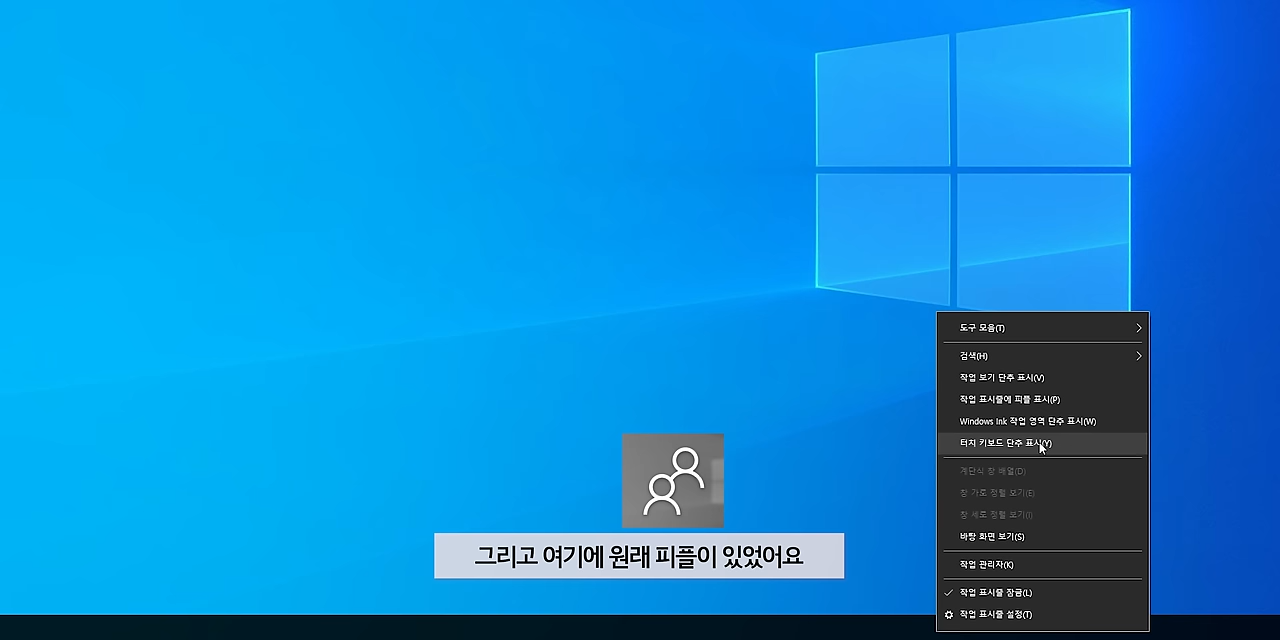 도구 모음(T)
검색(H)
작업 보기 단추 표시(V)
작업 표시줄에 피플 표시(P)
Windows Ink 작업 영역 단추 표시(W)
터치 키보드 단추 표시(Y)
계단식 창 배열(D)
창 가로 정렬 보기(E)
창 세로 정렬 보기(I)
바탕 화면 보기(S)
작업 관리자(K)
작업 표시줄 잠금(L)
작업 표시줄 설정(T)
그리고 여기에 원래 피플이 있었어요